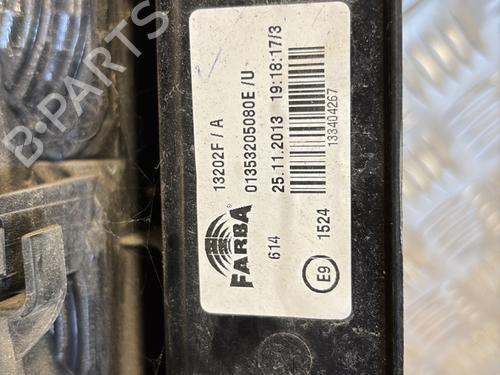 13202F / A
01353205080E /U
25.11.2013 19:18:17/3
133404267
FARBA
614
E9
1524
B-PARTS